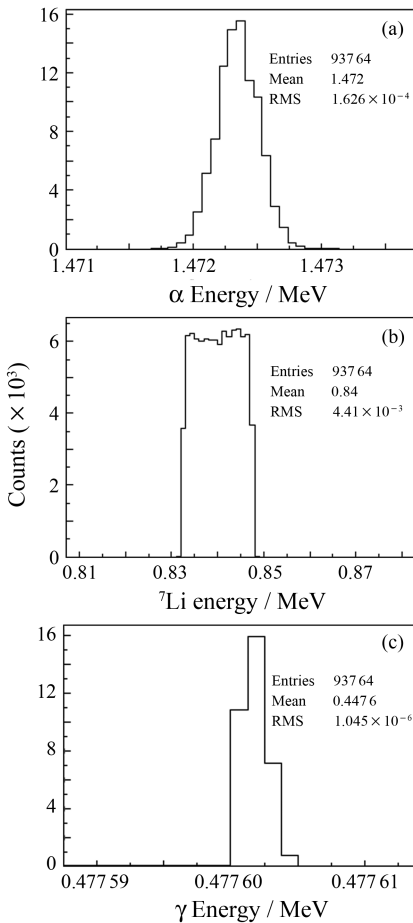 16
(a)
Entries 937 64
Mean 1.472
RMS 1.626 × 10⁻⁴
12
8
4
0
1.471
1.472
1.473
α Energy / MeV
Counts ( × 10³)
(b)
6
Entries 937 64
Mean 0.84
RMS 4.41 × 10⁻³
4
2
0
0.81
0.83
0.85
0.87
⁷Li energy / MeV
16
(c)
Entries 937 64
Mean 0.447 6
RMS 1.045 × 10⁻⁶
12
8
4
0
0.477 59
0.477 60
0.477 61
γ Energy / MeV